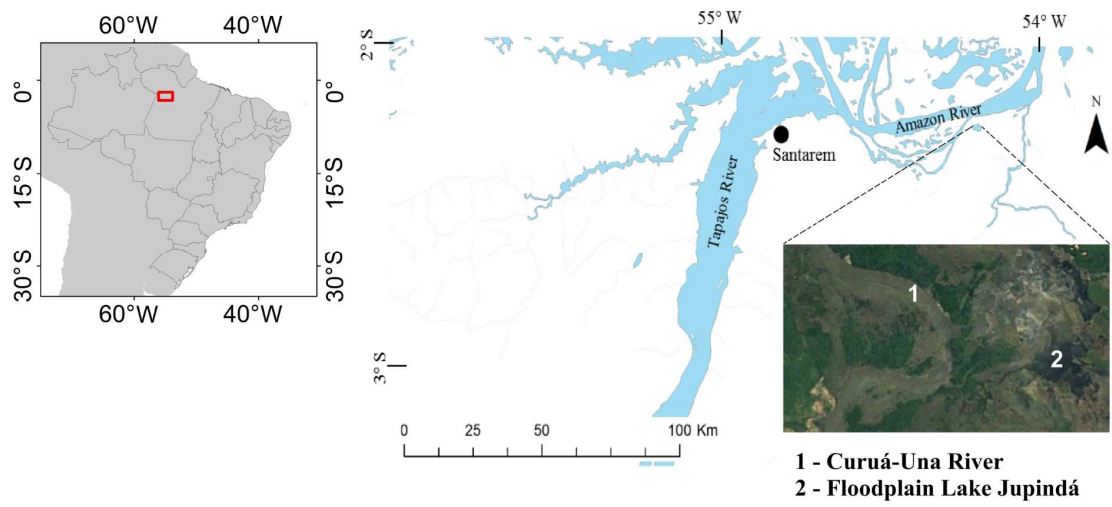 60°W 40°W
0°
15°S
30°S
0°
15°S
30°S
60°W 40°W
55° W
54° W
2° S
3° S
N
Amazon River
Santarem
Tapajos River
0 25 50 100 Km
1
2
1 - Curuá-Una River
2 - Floodplain Lake Jupindá